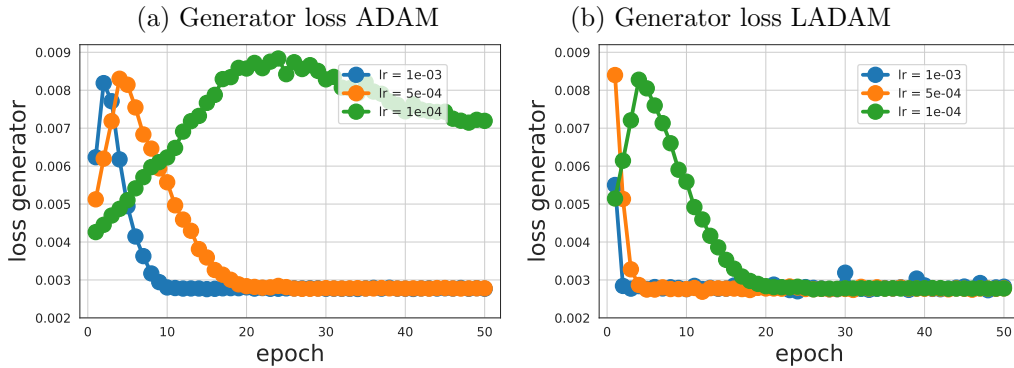 (a) Generator loss ADAM
0.009
0.008
0.007
0.006
0.005
0.004
0.003
0.002
loss generator
lr = 1e-03
lr = 5e-04
lr = 1e-04
0 10 20 30 40 50
epoch
(b) Generator loss LADAM
0.009
0.008
0.007
0.006
0.005
0.004
0.003
0.002
loss generator
lr = 1e-03
lr = 5e-04
lr = 1e-04
0 10 20 30 40 50
epoch